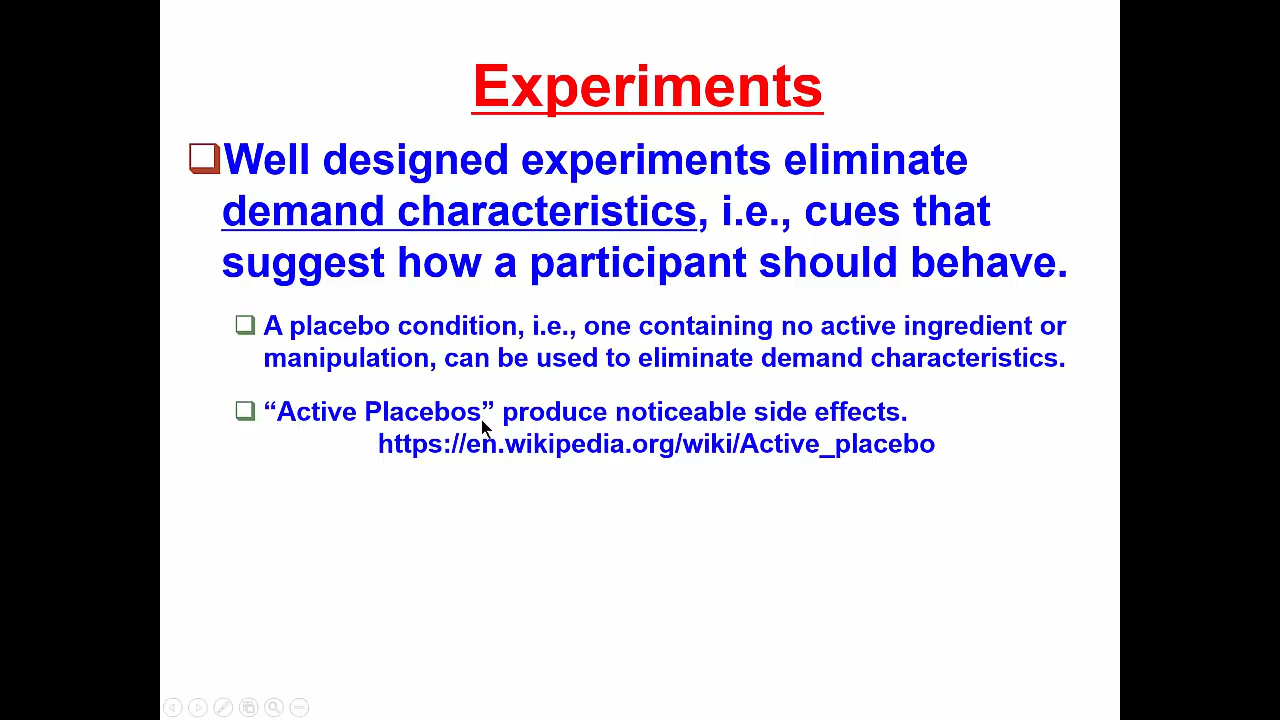 Experiments
Well designed experiments eliminate
demand characteristics, i.e., cues that
suggest how a participant should behave.
A placebo condition, i.e., one containing no active ingredient or
manipulation, can be used to eliminate demand characteristics.
“Active Placebos” produce noticeable side effects.
https://en.wikipedia.org/wiki/Active_placebo